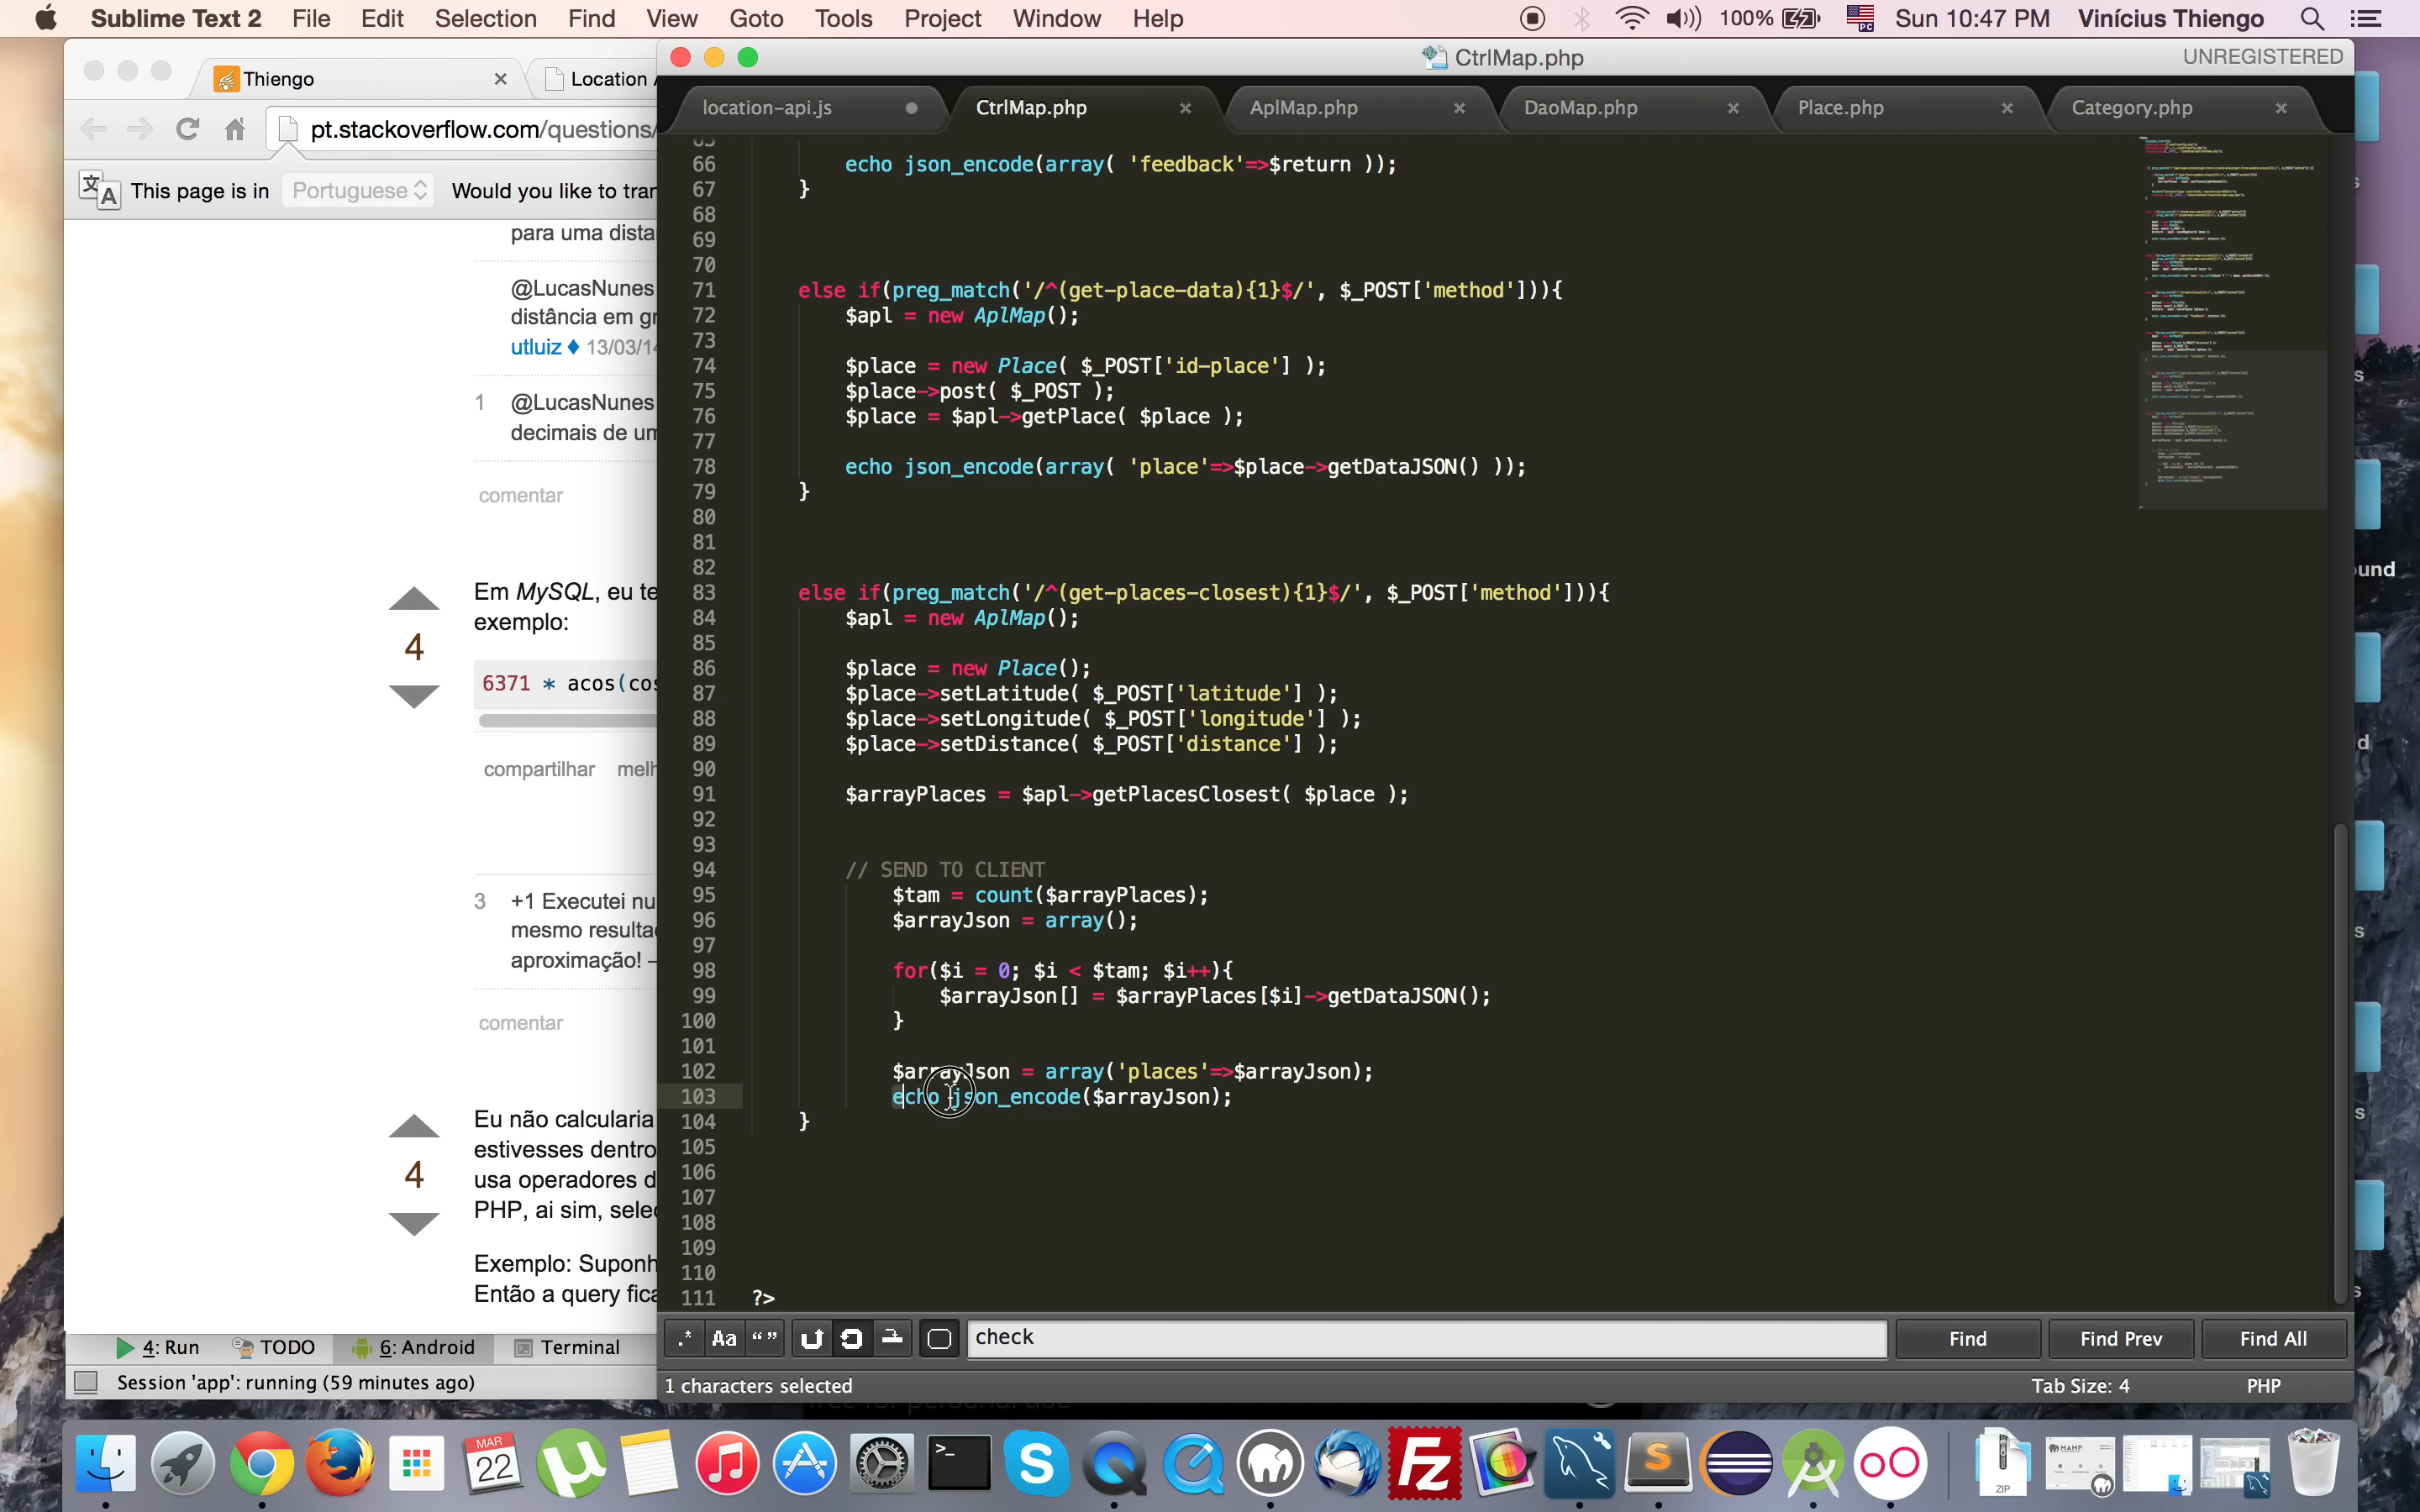 Sublime Text 2 File Edit Selection Find View Goto Tools Project Window Help 100% Sun 10:47 PM Vinícius Thiengo
Thiengo
Location
pt.stackoverflow.com/questions/
This page is in Portuguese Would you like to tran
para uma dista
@LucasNunes
distância em gr
utluiz ♦ 13/03/14
1 @LucasNunes
decimais de um
comentar
Em MySQL, eu te
exemplo:
4
6371 * acos(cos
compartilhar melh
3 +1 Executei nu
mesmo resulta
aproximação! –
comentar
Eu não calcularia
estivesses dentro
4
usa operadores d
PHP, ai sim, sele
Exemplo: Suponh
Então a query fica
4: Run TODO 6: Android Terminal
Session 'app': running (59 minutes ago)
CtrlMap.php
UNREGISTERED
location-api.js CtrlMap.php AplMap.php DaoMap.php Place.php Category.php
65
66 echo json_encode(array( 'feedback'=>$return ));
67 }
68
69
70
71 else if(preg_match('/^(get-place-data){1}$/', $_POST['method'])){
72 $apl = new AplMap();
73
74 $place = new Place( $_POST['id-place'] );
75 $place->post( $_POST );
76 $place = $apl->getPlace( $place );
77
78 echo json_encode(array( 'place'=>$place->getDataJSON() ));
79 }
80
81
82
83 else if(preg_match('/^(get-places-closest){1}$/', $_POST['method'])){
84 $apl = new AplMap();
85
86 $place = new Place();
87 $place->setLatitude( $_POST['latitude'] );
88 $place->setLongitude( $_POST['longitude'] );
89 $place->setDistance( $_POST['distance'] );
90
91 $arrayPlaces = $apl->getPlacesClosest( $place );
92
93
94 // SEND TO CLIENT
95 $tam = count($arrayPlaces);
96 $arrayJson = array();
97
98 for($i = 0; $i < $tam; $i++){
99 $arrayJson[] = $arrayPlaces[$i]->getDataJSON();
100 }
101
102 $arrayJson = array('places'=>$arrayJson);
103 echo json_encode($arrayJson);
104 }
105
106
107
108
109
110
111 ?>
check Find Find Prev Find All
1 characters selected Tab Size: 4 PHP
ound
MAR
22
ZIP
MAMP